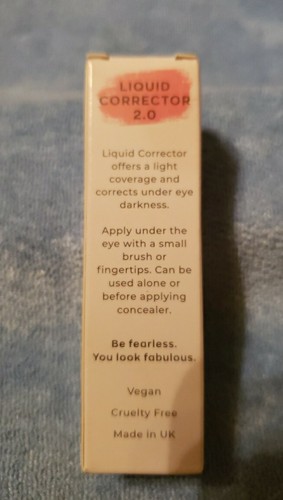 LIQUID
CORRECTOR
2.0
Liquid Corrector
offers a light
coverage and
corrects under eye
darkness.
Apply under the
eye with a small
brush or
fingertips. Can be
used alone or
before applying
concealer.
Be fearless.
You look fabulous.
Vegan
Cruelty Free
Made in UK